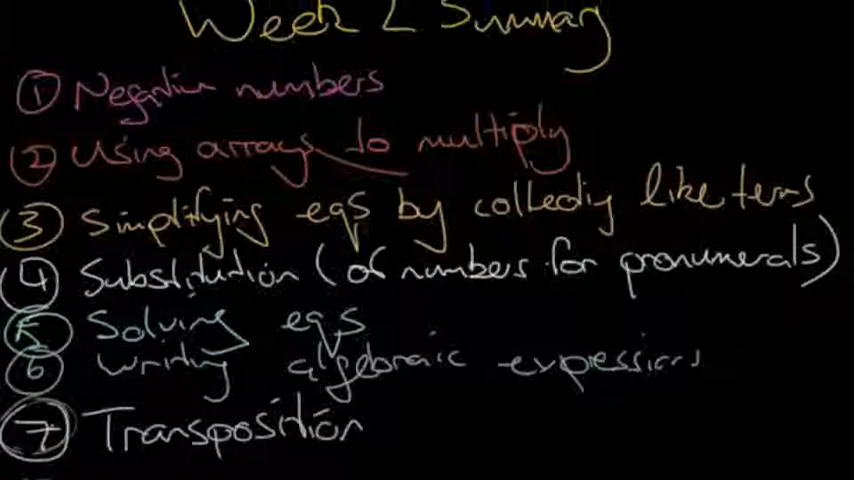 Week 2 Summary
① Negative numbers
② Using arrays to multiply
③ Simplifying eqs by collecting like terms
④ Substitution (of numbers for pronumerals)
⑤ Solving eqs
⑥ Writing algebraic expressions
⑦ Transposition